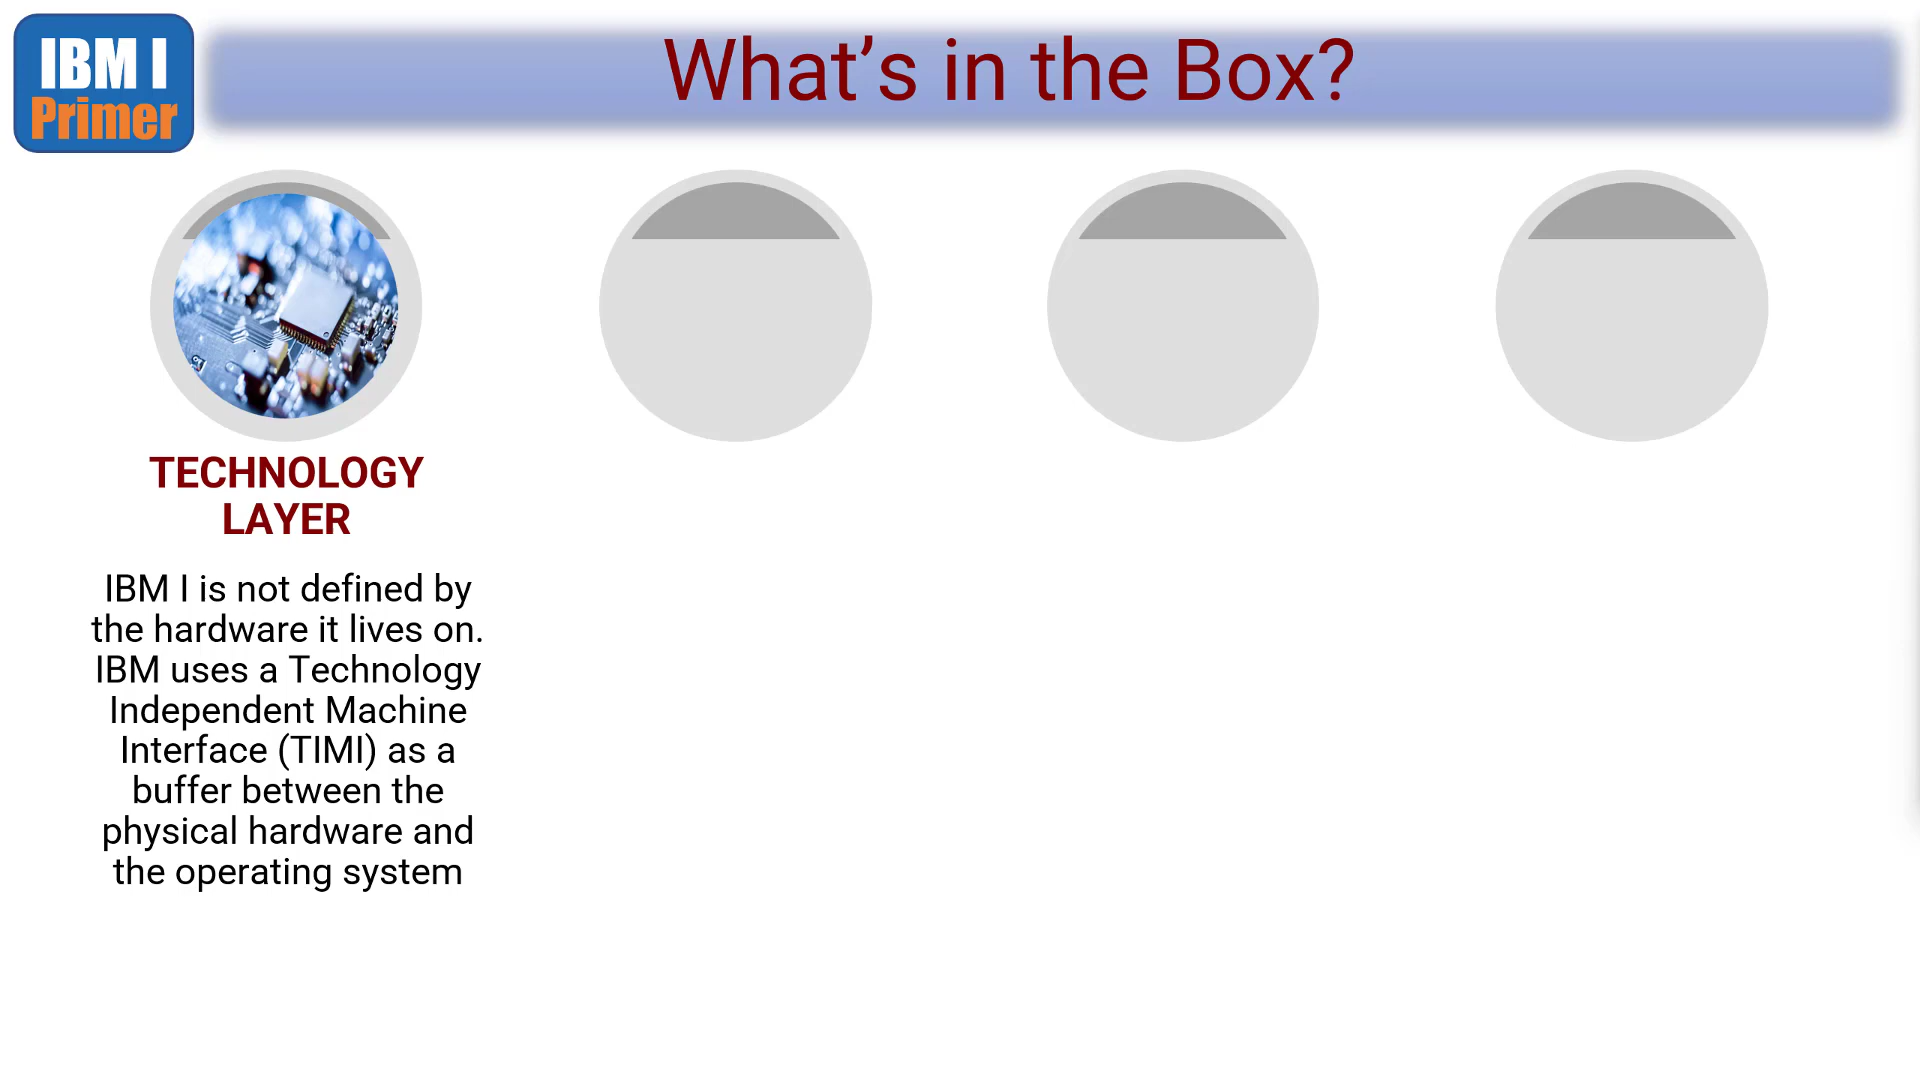 IBM I
Primer
What’s in the Box?
TECHNOLOGY
LAYER
IBM I is not defined by
the hardware it lives on.
IBM uses a Technology
Independent Machine
Interface (TIMI) as a
buffer between the
physical hardware and
the operating system